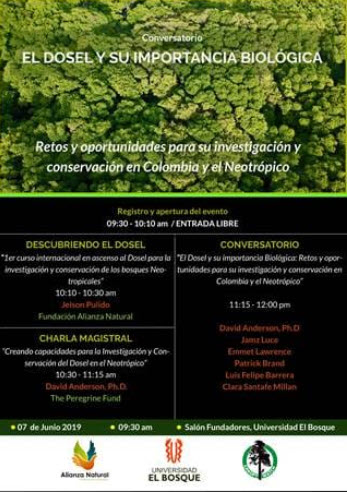 Conversatorio
EL DOSEL Y SU IMPORTANCIA BIOLÓGICA
Retos y oportunidades para su investigación y
conservación en Colombia y el Neotrópico
Registro y apertura del evento
09:30 - 10:10 am / ENTRADA LIBRE
DESCUBRIENDO EL DOSEL
"1er curso internacional en ascenso al Dosel para la
investigación y conservación de los bosques Neo-
tropicales"
10:10 - 10:30 am
Jeison Pulido
Fundación Alianza Natural
CHARLA MAGISTRAL
"Creando capacidades para la Investigación y Con-
servación del Dosel en el Neotrópico"
10:30 - 11:15 am
David Anderson, Ph.D.
The Peregrine Fund
CONVERSATORIO
"El Dosel y su importancia Biológica: Retos y opor-
tunidades para su investigación y conservación en
Colombia y el Neotrópico"
11:15 - 12:00 pm
David Anderson, Ph.D
Jamz Luce
Emmet Lawrence
Patrick Brand
Luis Felipe Barrera
Clara Santafe Millan
07 de Junio 2019
09:30 am
Salón Fundadores, Universidad El Bosque
Alianza Natural
UNIVERSIDAD
EL BOSQUE